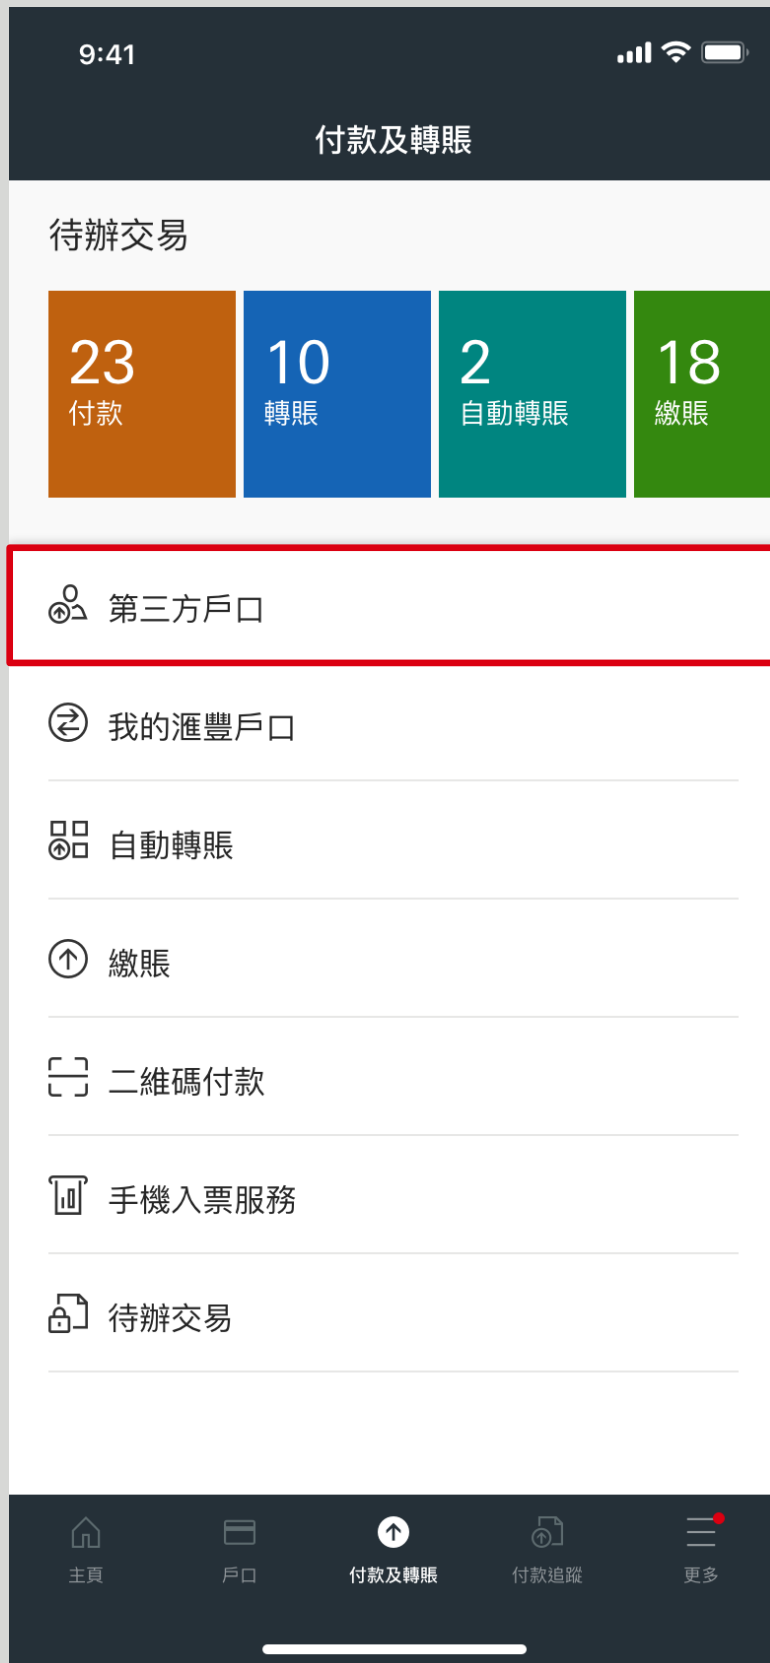 9:41
付款及轉賬
待辦交易
23
付款
10
轉賬
2
自動轉賬
18
繳賬
第三方戶口
我的滙豐戶口
自動轉賬
繳賬
二維碼付款
手機入票服務
待辦交易
主頁
戶口
付款及轉賬
付款追蹤
更多